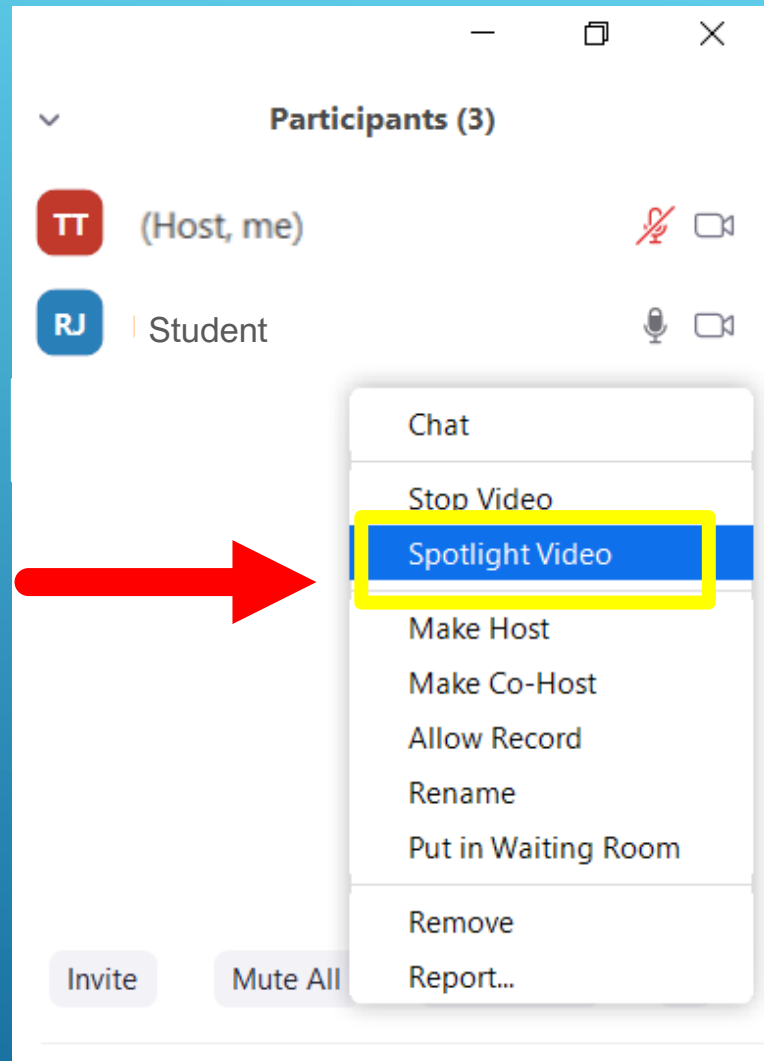 Participants (3)
TT (Host, me)
RJ Student
Chat
Stop Video
Spotlight Video
Make Host
Make Co-Host
Allow Record
Rename
Put in Waiting Room
Remove
Report...
Invite Mute All